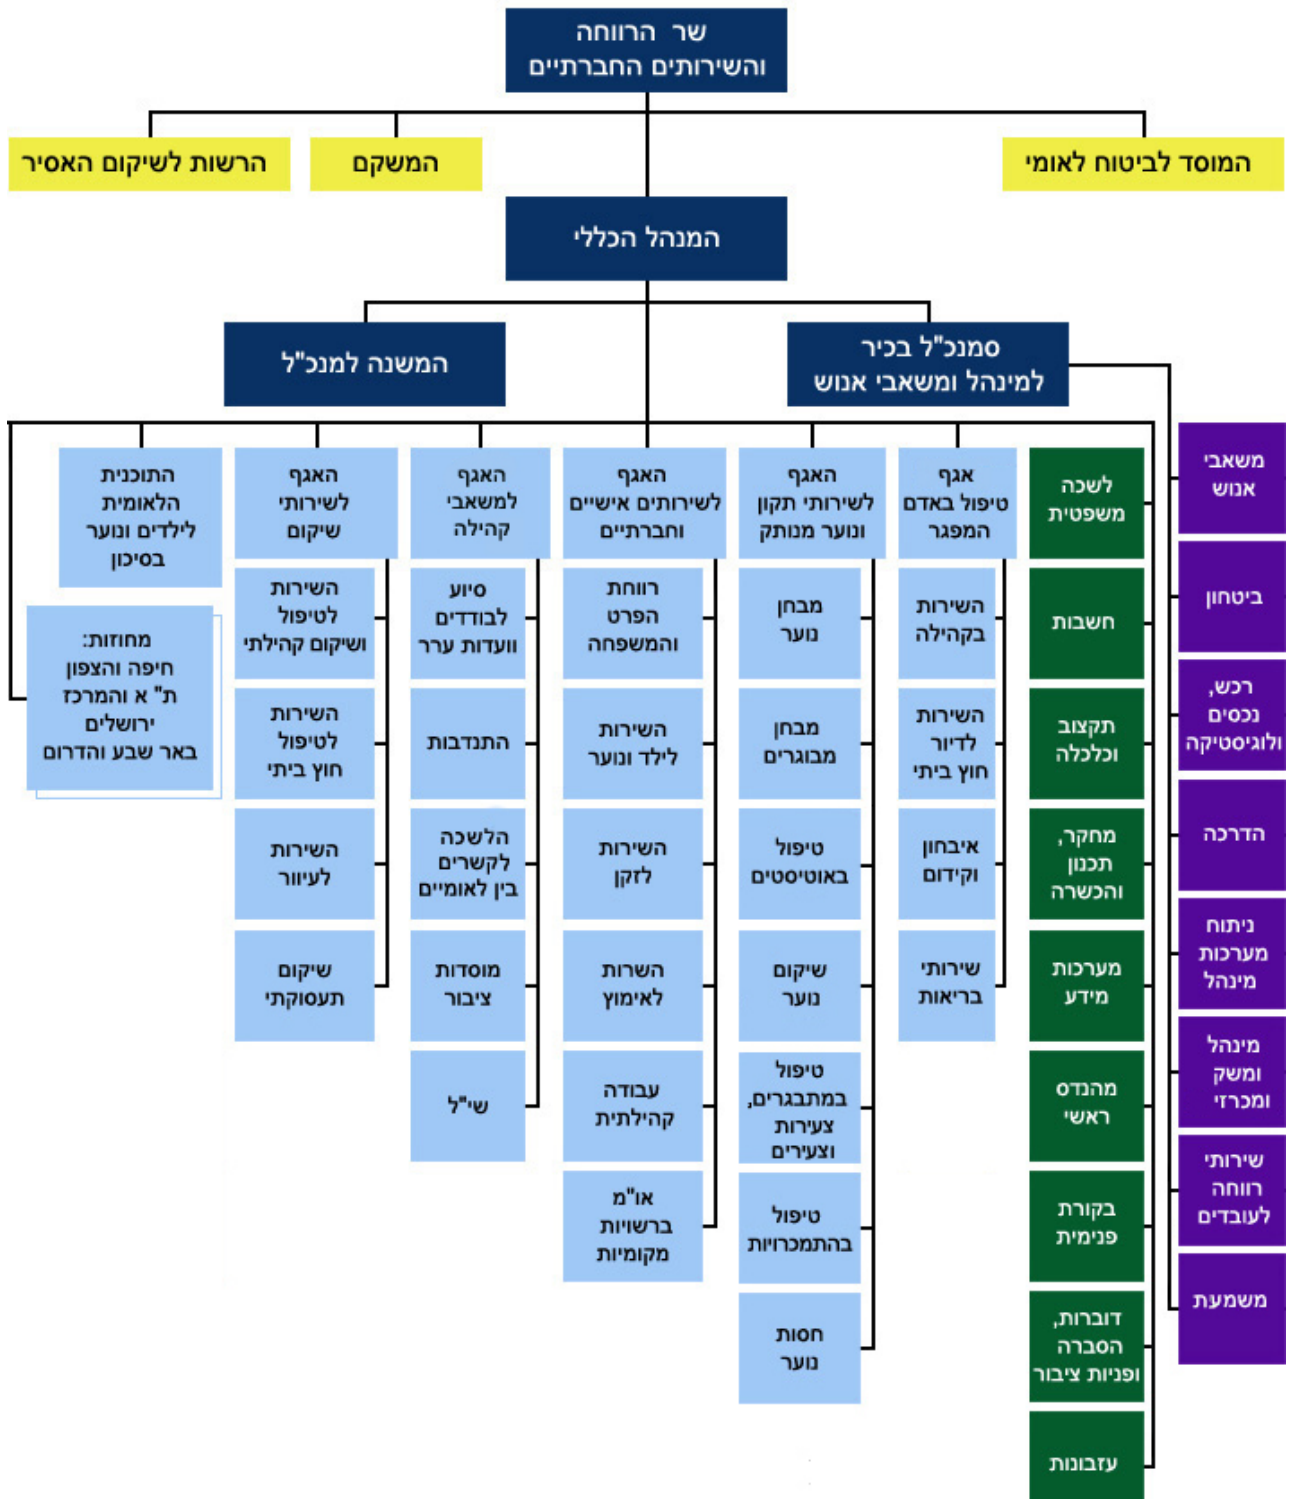 שר הרווחה
והשירותים החברתיים
המוסד לביטוח לאומי
המשקם
הרשות לשיקום האסיר
המנהל הכללי
סמנכ"ל בכיר
למינהל ומשאבי אנוש
המשנה למנכ"ל
משאבי
אנוש
ביטחון
רכש,
נכסים
ולוגיסטיקה
הדרכה
ניתוח
מערכות
מינהל
מינהל
ומשק
ומכרזי
שירותי
רווחה
לעובדים
משמעת
לשכה
משפטית
חשבות
תקצוב
וכלכלה
מחקר,
תכנון
והכשרה
מערכות
מידע
מהנדס
ראשי
בקורת
פנימית
דוברות,
הסברה
ופניות ציבור
עזבונות
אגף
טיפול באדם
המפגר
השירות
בקהילה
השירות
לדיור
חוץ ביתי
איבחון
וקידום
שירותי
בריאות
האגף
לשירותי תקון
ונוער מנותק
מבחן
נוער
מבחן
מבוגרים
טיפול
באוטיסטים
שיקום
נוער
טיפול
במתבגרים,
צעירות
וצעירים
טיפול
בהתמכרויות
חסות
נוער
האגף
לשירותים אישיים
וחברתיים
רווחת
הפרט
והמשפחה
השירות
לילד ונוער
השירות
לזקן
השרות
לאימוץ
עבודה
קהילתית
או"מ
ברשויות
מקומיות
האגף
למשאבי
קהילה
סיוע
לבודדים
וועדות ערר
התנדבות
הלשכה
לקשרים
בין לאומיים
מוסדות
ציבור
שי"ל
האגף
לשירותי
שיקום
השירות
לטיפול
ושיקום קהילתי
השירות
לטיפול
חוץ ביתי
השירות
לעיוור
שיקום
תעסוקתי
התוכנית
הלאומית
לילדים ונוער
בסיכון
מחוזות:
חיפה והצפון
ת" א והמרכז
ירושלים
באר שבע והדרום